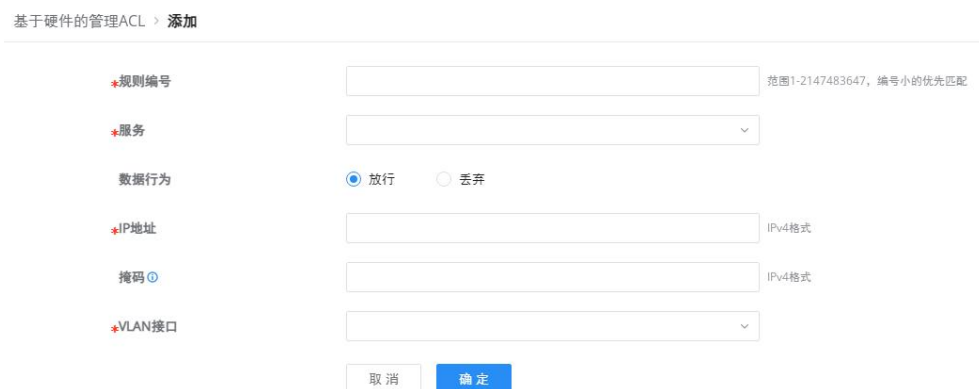 基于硬件的管理ACL > 添加
*规则编号 范围1-2147483647，编号小的优先匹配
*服务
数据行为 放行 丢弃
*IP地址 IPv4格式
掩码 IPv4格式
*VLAN接口
取消 确定